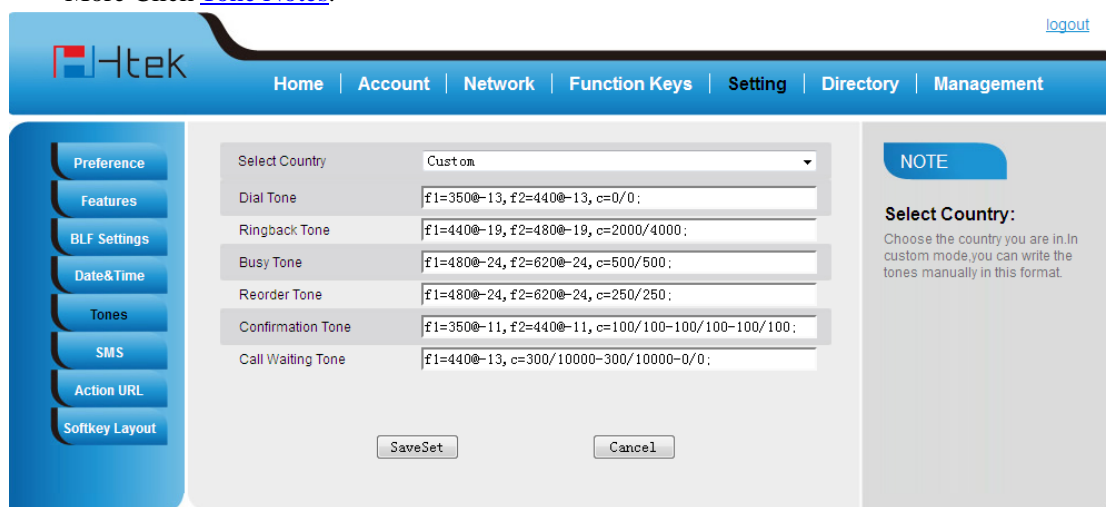 More Click Tone Notes.
logout
Htek
Home | Account | Network | Function Keys | Setting | Directory | Management
Preference
Features
BLF Settings
Date&Time
Tones
SMS
Action URL
Softkey Layout
Select Country Custom
Dial Tone f1=350@-13,f2=440@-13,c=0/0;
Ringback Tone f1=440@-19,f2=480@-19,c=2000/4000;
Busy Tone f1=480@-24,f2=620@-24,c=500/500;
Reorder Tone f1=480@-24,f2=620@-24,c=250/250;
Confirmation Tone f1=350@-11,f2=440@-11,c=100/100-100/100-100/100;
Call Waiting Tone f1=440@-13,c=300/10000-300/10000-0/0;
SaveSet Cancel
NOTE
Select Country:
Choose the country you are in.In
custom mode,you can write the
tones manually in this format.